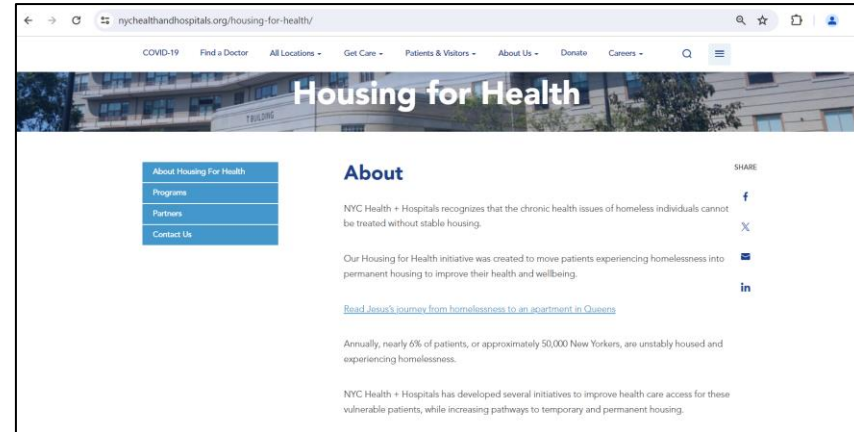 nychealthandhospitals.org/housing-for-health/
COVID-19 Find a Doctor All Locations Get Care Patients & Visitors About Us Donate Careers
T BUILDING
Housing for Health
About Housing For Health
Programs
Partners
Contact Us
About
NYC Health + Hospitals recognizes that the chronic health issues of homeless individuals cannot
be treated without stable housing.
Our Housing for Health initiative was created to move patients experiencing homelessness into
permanent housing to improve their health and wellbeing.
Read Jesus's journey from homelessness to an apartment in Queens
Annually, nearly 6% of patients, or approximately 50,000 New Yorkers, are unstably housed and
experiencing homelessness.
NYC Health + Hospitals has developed several initiatives to improve health care access for these
vulnerable patients, while increasing pathways to temporary and permanent housing.
SHARE
f
X
in